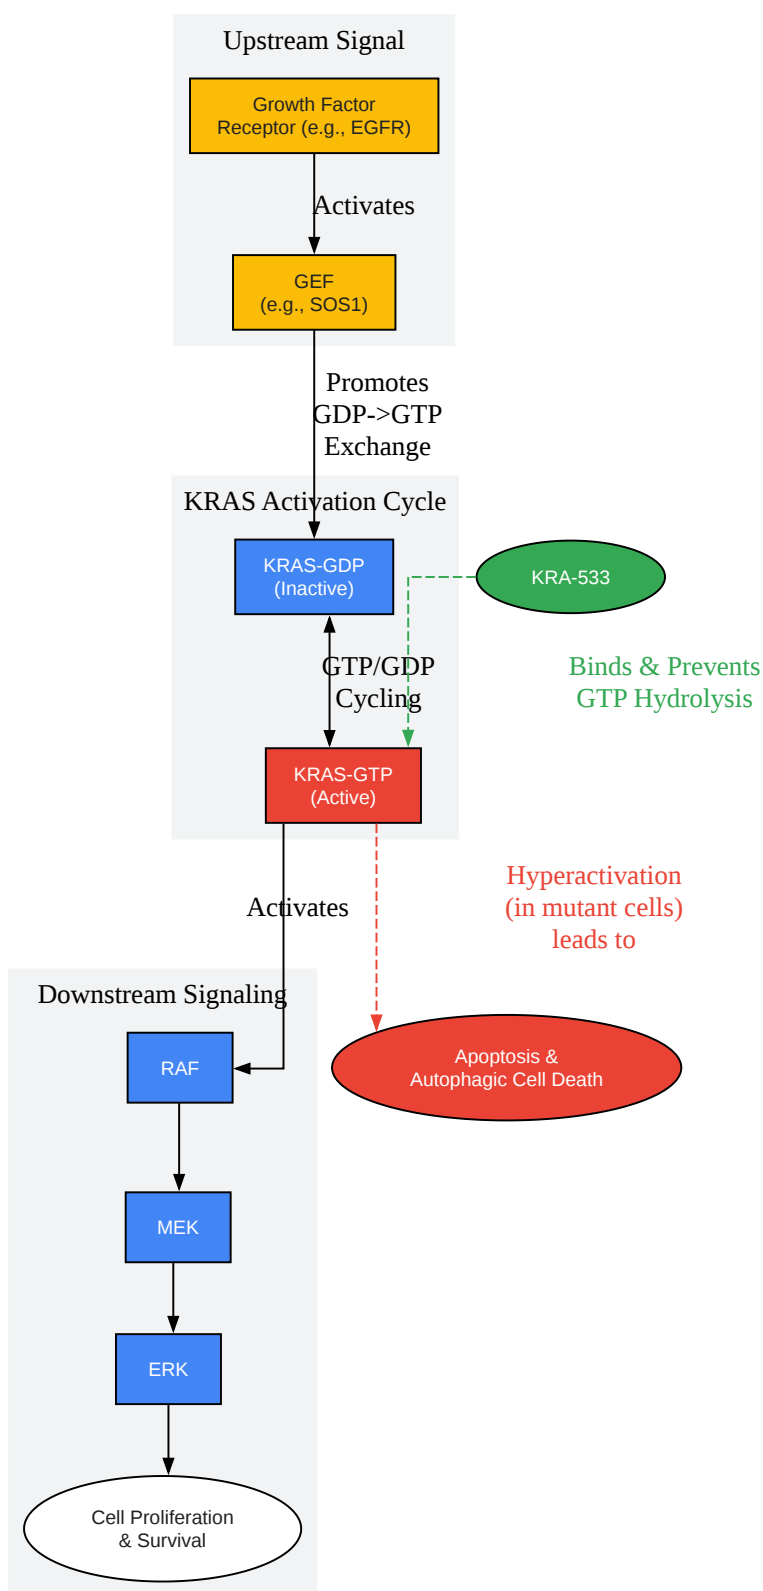 Upstream Signal
Growth Factor
Receptor (e.g., EGFR)
Activates
GEF
(e.g., SOS1)
Promotes
GDP->GTP
Exchange
KRAS Activation Cycle
KRAS-GDP
(Inactive)
KRA-533
GTP/GDP
Cycling
Binds & Prevents
GTP Hydrolysis
KRAS-GTP
(Active)
Activates
Hyperactivation
(in mutant cells)
leads to
Downstream Signaling
RAF
Apoptosis &
Autophagic Cell Death
MEK
ERK
Cell Proliferation
& Survival